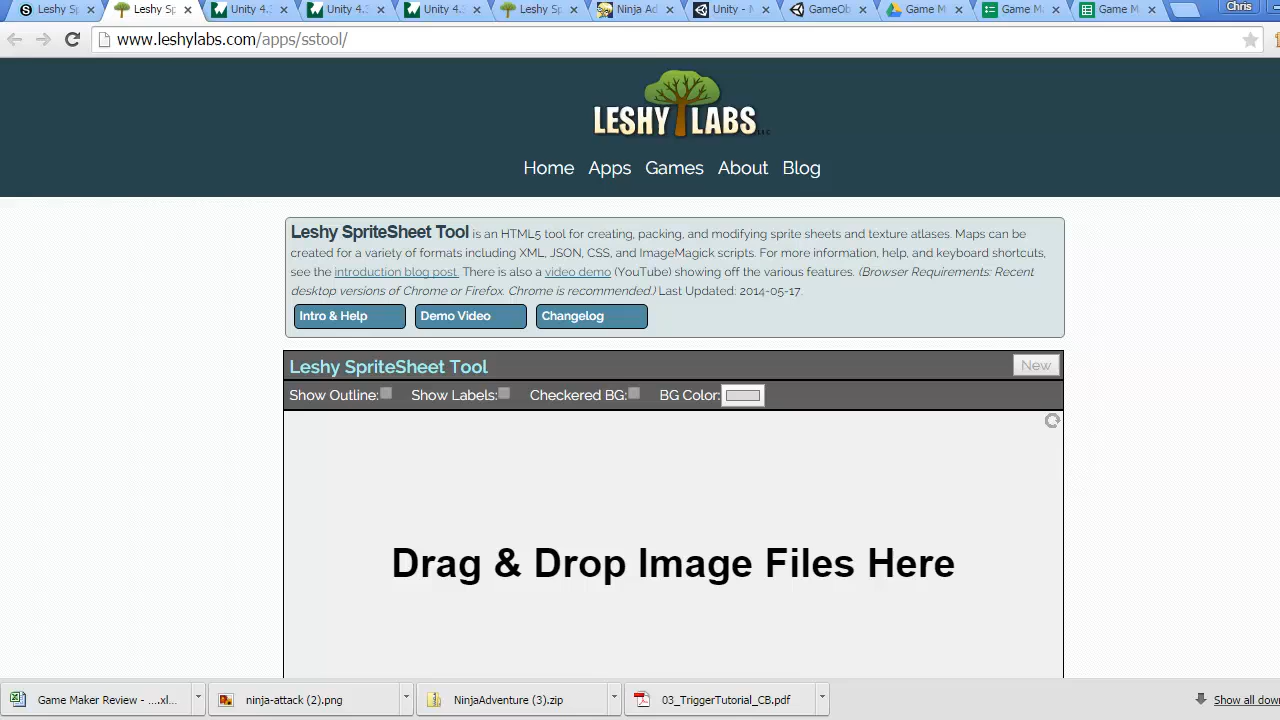 Leshy Sp
Leshy Sp
Unity 4.
Unity 4.
Unity 4.
Leshy Sp
Ninja Ad
Unity - M
GameO
Game M
Game M
Game M
Chris
www.leshylabs.com/apps/sstool/
LESHY LABS LLC
Home Apps Games About Blog
Leshy SpriteSheet Tool is an HTML5 tool for creating, packing, and modifying sprite sheets and texture atlases. Maps can be
created for a variety of formats including XML, JSON, CSS, and ImageMagick scripts. For more information, help, and keyboard shortcuts,
see the introduction blog post. There is also a video demo (YouTube) showing off the various features. (Browser Requirements: Recent
desktop versions of Chrome or Firefox. Chrome is recommended.) Last Updated: 2014-05-17.
Intro & Help Demo Video Changelog
Leshy SpriteSheet Tool New
Show Outline: Show Labels: Checkered BG: BG Color:
Drag & Drop Image Files Here
Game Maker Review - ....xl...
ninja-attack (2).png
NinjaAdventure (3).zip
03_TriggerTutorial_CB.pdf
Show all dow